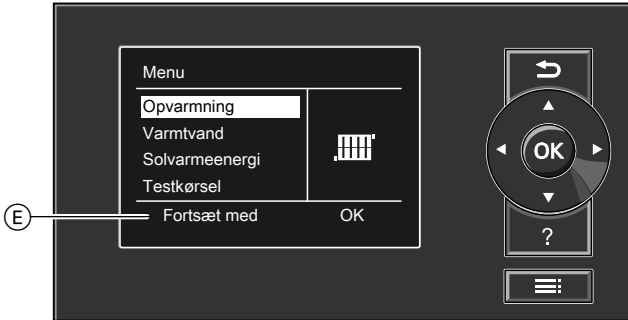 Menu
Opvarmning
Varmtvand
Solvarmeenergi
Testkørsel
Fortsæt med OK
E
OK
?